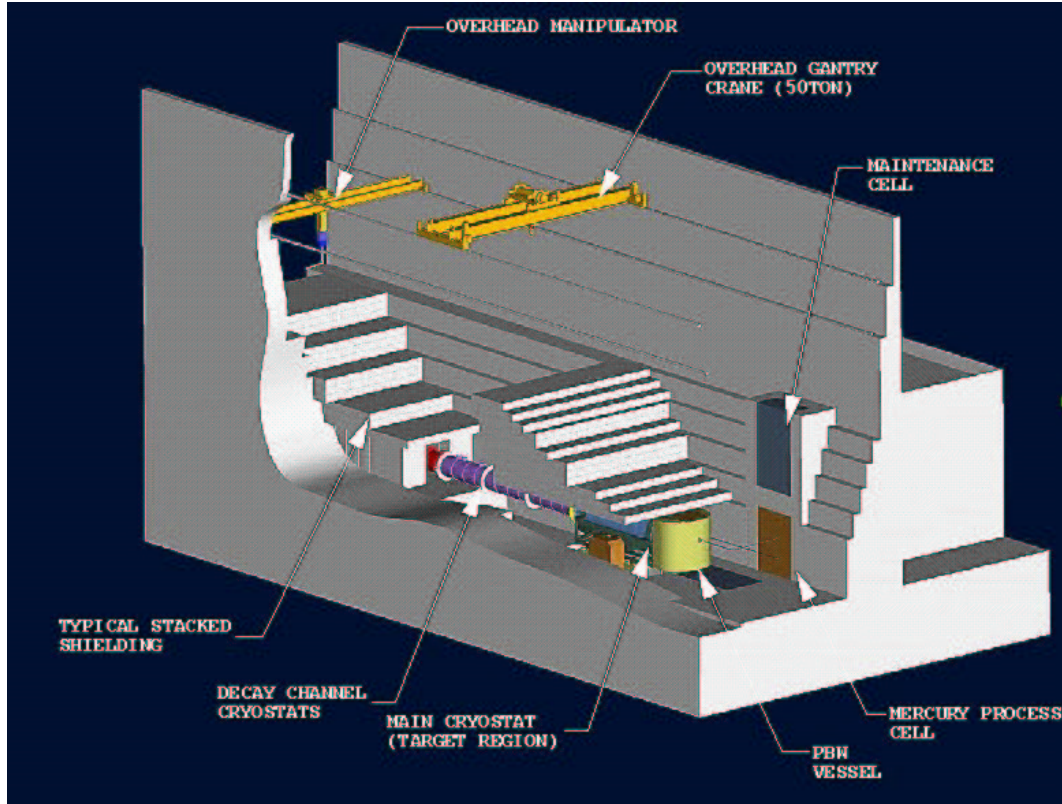 OVERHEAD MANIPULATOR
OVERHEAD GANTRY
CRANE (50TON)
MAINTENANCE
CELL
TYPICAL STACKED
SHIELDING
DECAY CHANNEL
CRYOSTATS
MAIN CRYOSTAT
(TARGET REGION)
MERCURY PROCESS
CELL
PBW
VESSEL